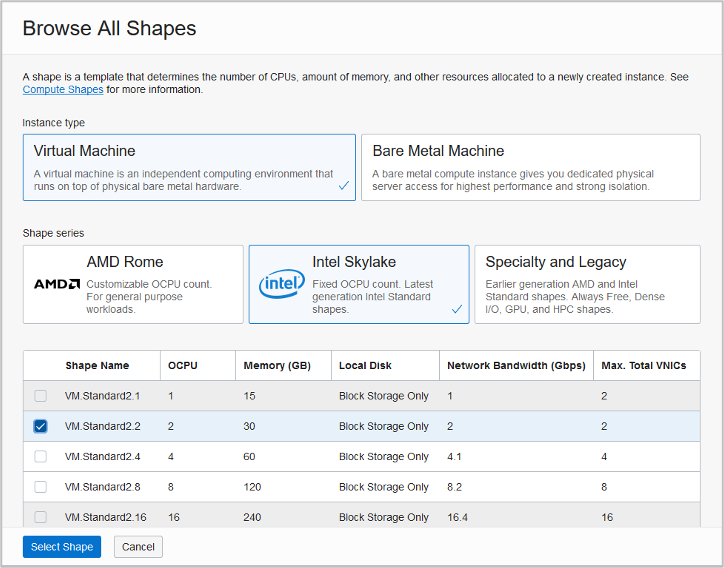 Browse All Shapes
A shape is a template that determines the number of CPUs, amount of memory, and other resources allocated to a newly created instance. See
Compute Shapes for more information.
Instance type
Virtual Machine
A virtual machine is an independent computing environment that
runs on top of physical bare metal hardware.
Bare Metal Machine
A bare metal compute instance gives you dedicated physical
server access for highest performance and strong isolation.
Shape series
AMD
AMD Rome
Customizable OCPU count.
For general purpose
workloads.
intel
Intel Skylake
Fixed OCPU count. Latest
generation Intel Standard
shapes.
Specialty and Legacy
Earlier generation AMD and Intel
Standard shapes. Always Free, Dense
I/O, GPU, and HPC shapes.
Shape Name OCPU Memory (GB) Local Disk Network Bandwidth (Gbps) Max. Total VNICs
VM.Standard2.1 1 15 Block Storage Only 1 2
VM.Standard2.2 2 30 Block Storage Only 2 2
VM.Standard2.4 4 60 Block Storage Only 4.1 4
VM.Standard2.8 8 120 Block Storage Only 8.2 8
VM.Standard2.16 16 240 Block Storage Only 16.4 16
Select Shape Cancel